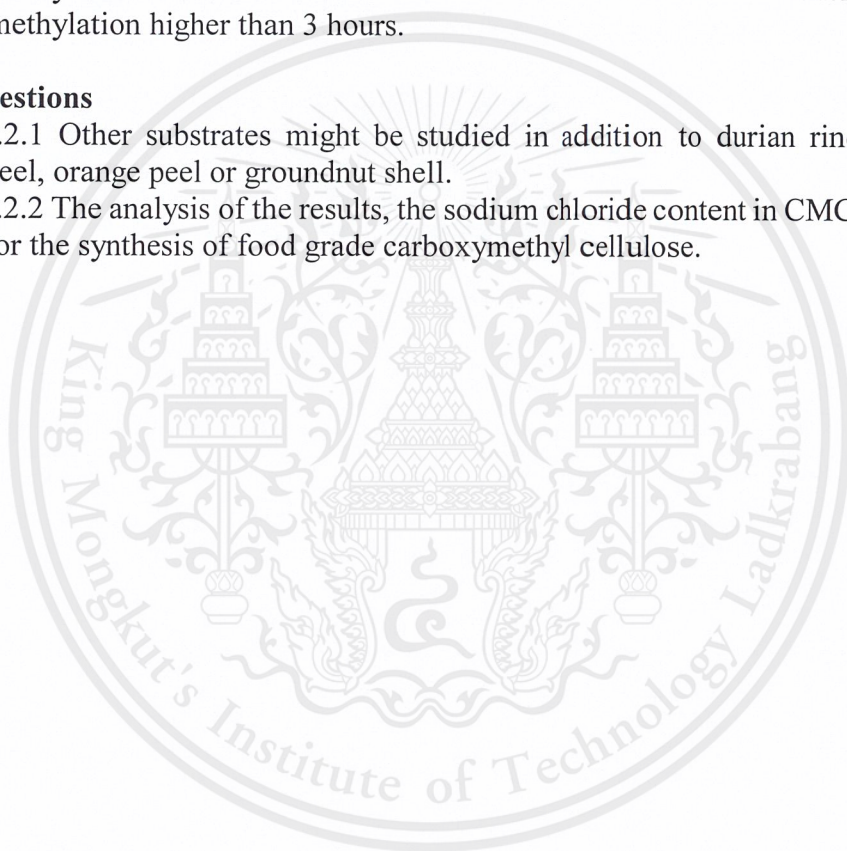 methylation higher than 3 hours.
estions
.2.1 Other substrates might be studied in addition to durian rin
eel, orange peel or groundnut shell.
.2.2 The analysis of the results, the sodium chloride content in CMC
or the synthesis of food grade carboxymethyl cellulose.
King Mongkut's Institute of Technology Ladkrabang